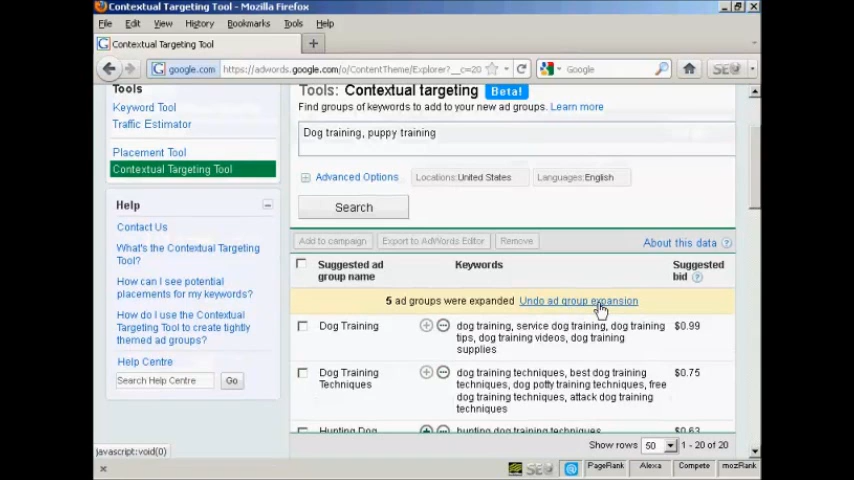 Contextual Targeting Tool - Mozilla Firefox
File Edit View History Bookmarks Tools Help
Contextual Targeting Tool
google.com https://adwords.google.com/o/ContentTheme/Explorer?__c=20 Google
Tools
Keyword Tool
Traffic Estimator
Placement Tool
Contextual Targeting Tool
Help
Contact Us
What's the Contextual Targeting
Tool?
How can I see potential
placements for my keywords?
How do I use the
Contextual Targeting
Tool to create tightly
themed ad groups?
Help Centre
Search Help Centre Go
Tools: Contextual targeting Beta!
Find groups of keywords to add to your new ad groups. Learn more
Dog training, puppy training
Advanced Options Locations:United States Languages:English
Search
Add to campaign Export to AdWords Editor Remove About this data
Suggested ad
group name
Keywords
Suggested
bid
5 ad groups were expanded Undo ad group expansion
Dog Training
dog training, service dog training, dog training
tips, dog training videos, dog training
supplies
$0.99
Dog Training
Techniques
dog training techniques, best dog training
techniques, dog potty training techniques, free
dog training techniques, attack dog training
techniques
$0.75
Hunting Dog hunting dog training techniques $0.63
Show rows 50 1 - 20 of 20
javascript:void(0)
SEO PageRank Alexa Compete mozRank